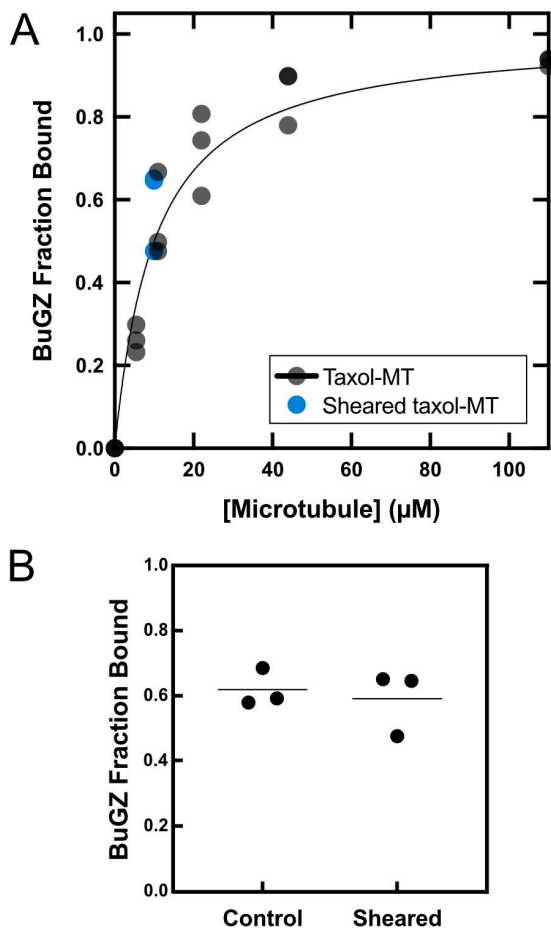 A
BuGZ Fraction Bound
1.0
0.8
0.6
0.4
0.2
0.0
0 20 40 60 80 100
[Microtubule] (µM)
Taxol-MT
Sheared taxol-MT
B
BuGZ Fraction Bound
1.0
0.8
0.6
0.4
0.2
0.0
Control Sheared